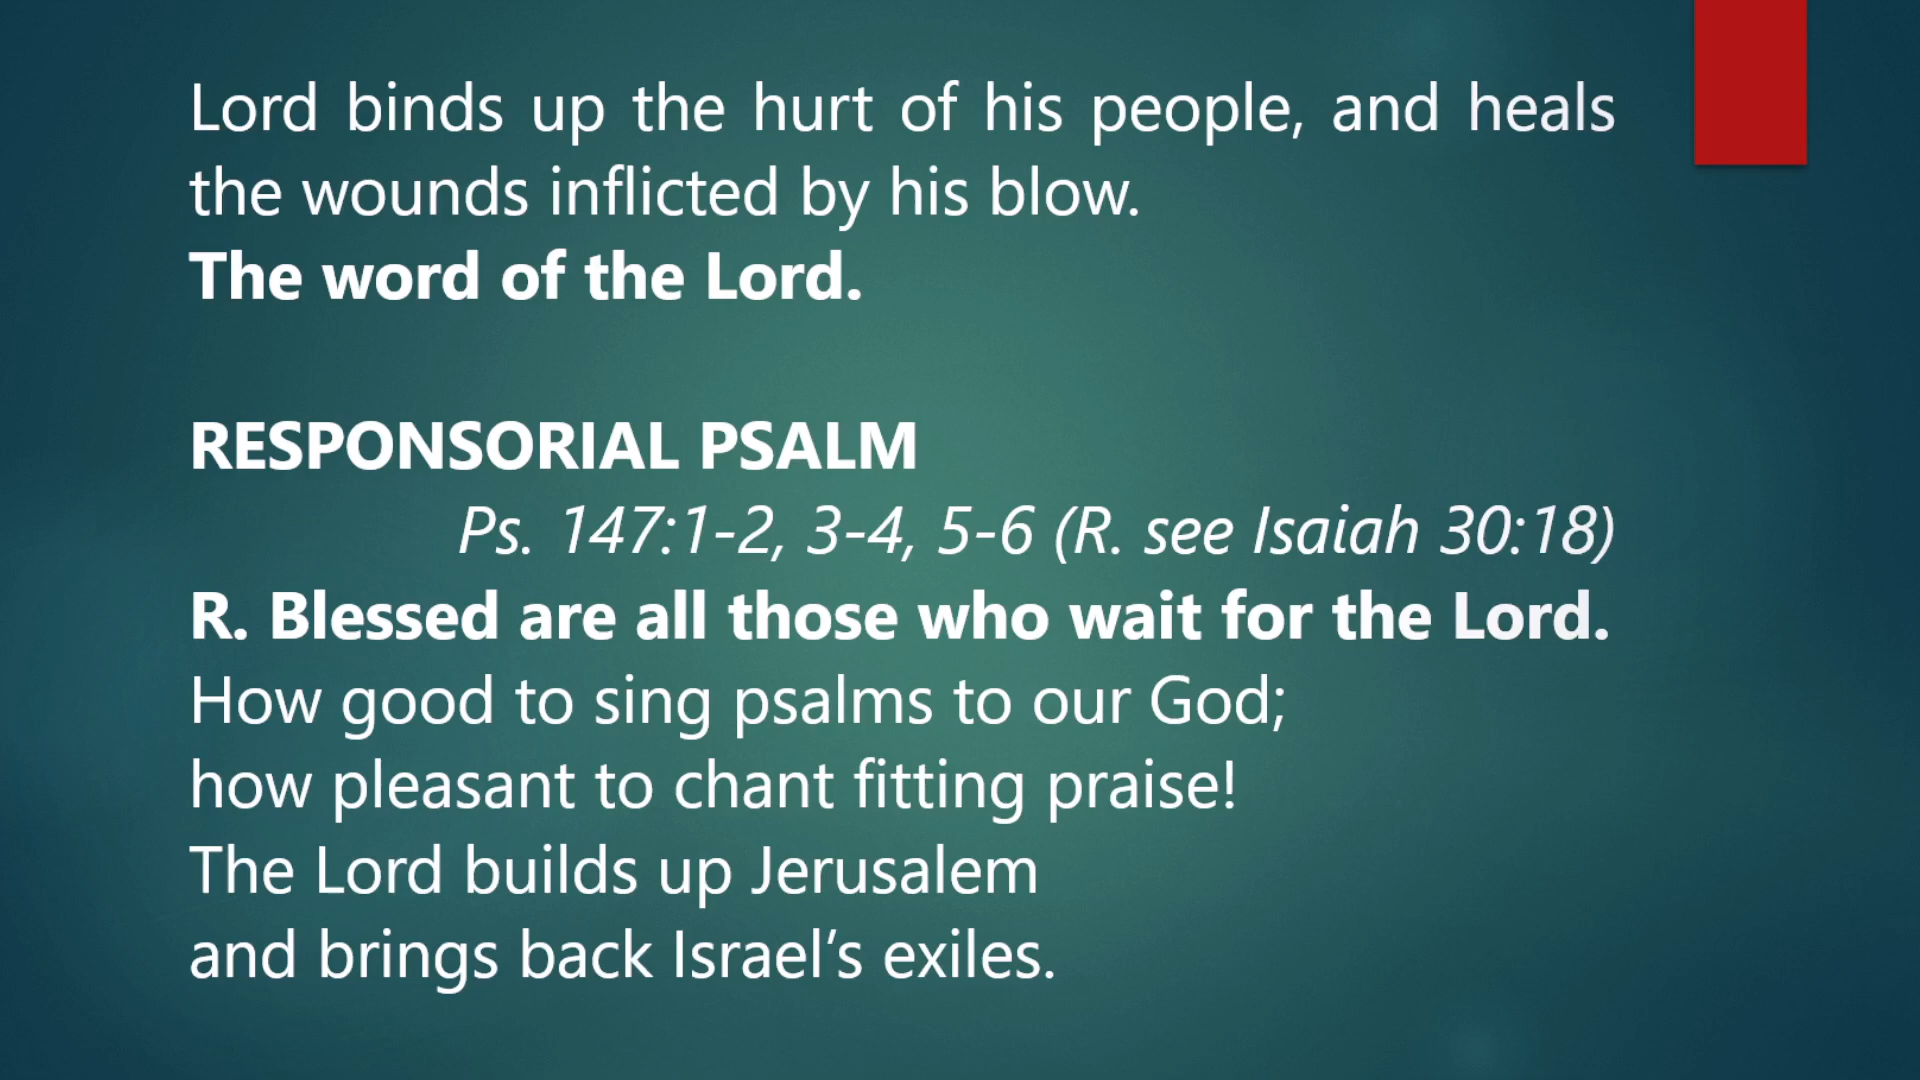 Lord binds up the hurt of his people, and heals
the wounds inflicted by his blow.
The word of the Lord.
RESPONSORIAL PSALM
Ps. 147:1-2, 3-4, 5-6 (R. see Isaiah 30:18)
R. Blessed are all those who wait for the Lord.
How good to sing psalms to our God;
how pleasant to chant fitting praise!
The Lord builds up Jerusalem
and brings back Israel’s exiles.